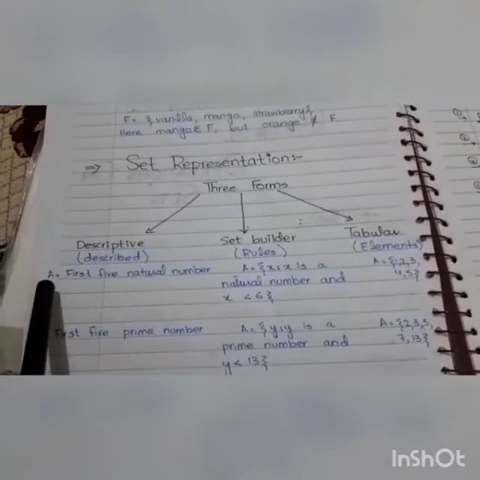 F = {vanilla, mango, strawberry},
Here mango ∈ F, but orange ∉ F
⇒ Set Representation:-
Three Forms
Descriptive Set builder Tabular
(described) (Rules) (Elements)
A= First five natural number A={x:x is a A={1,2,3,
natural number and 4,5}
x < 6}
First five prime number A={y:y is a A={2,3,5,
prime number and 7,13}
y < 13}
InShOt